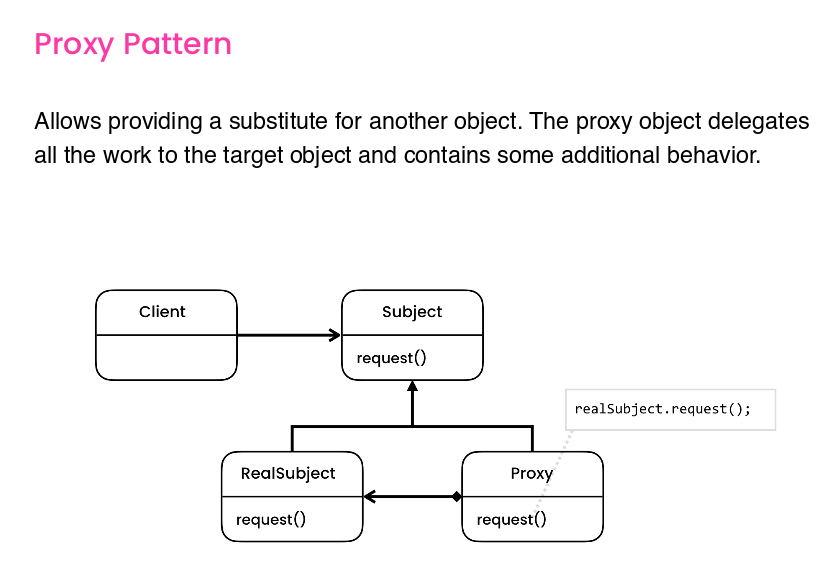 Proxy Pattern
Allows providing a substitute for another object. The proxy object delegates
all the work to the target object and contains some additional behavior.
Client
Subject
request()
realSubject.request();
RealSubject
Proxy
request()
request()